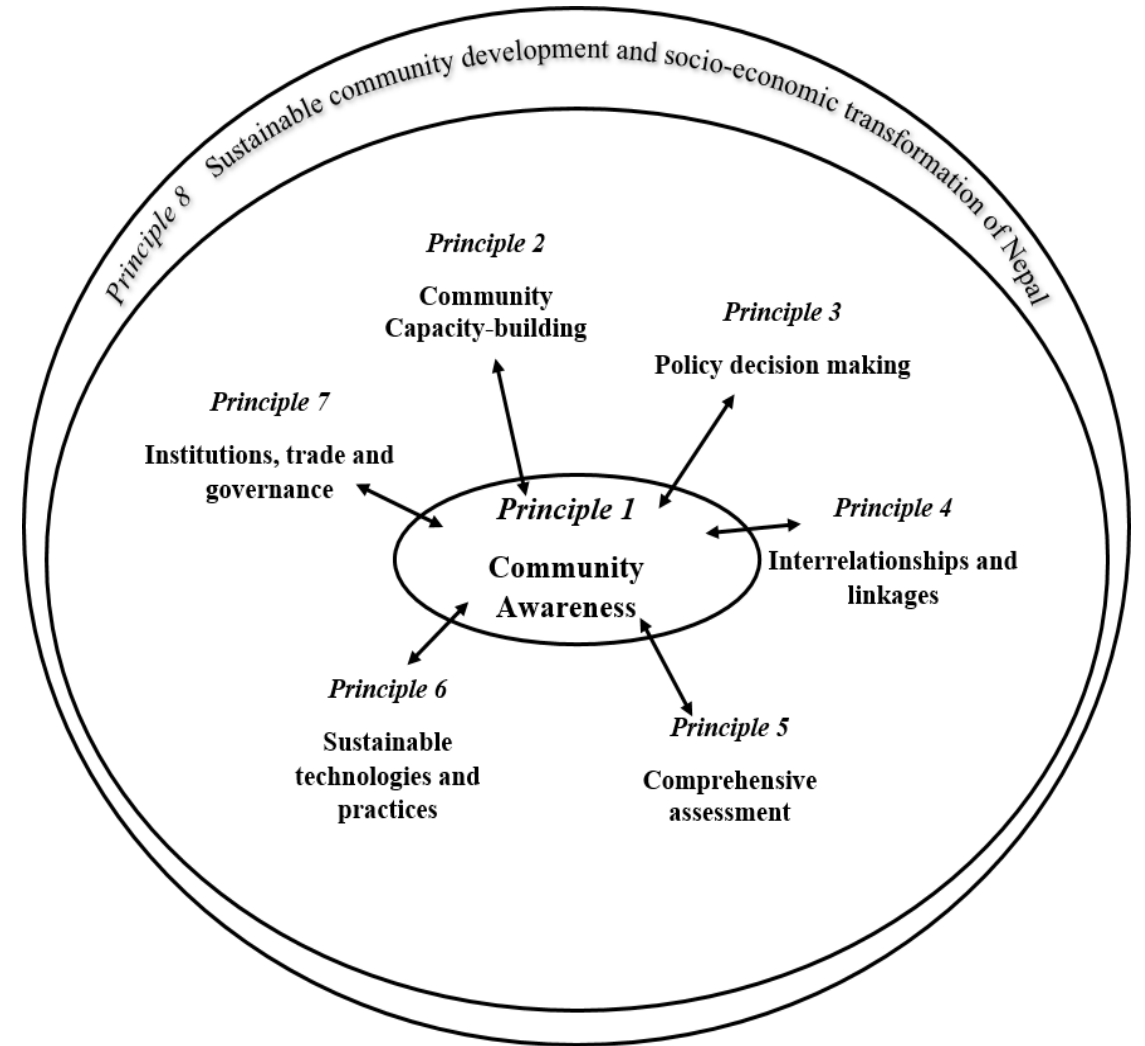 Principle 8 Sustainable community development and socio-economic transformation of Nepal
Principle 2
Community
Capacity-building
Principle 3
Policy decision making
Principle 7
Institutions, trade and
governance
Principle 1
Community
Awareness
Principle 4
Interrelationships and
linkages
Principle 6
Sustainable
technologies and
practices
Principle 5
Comprehensive
assessment